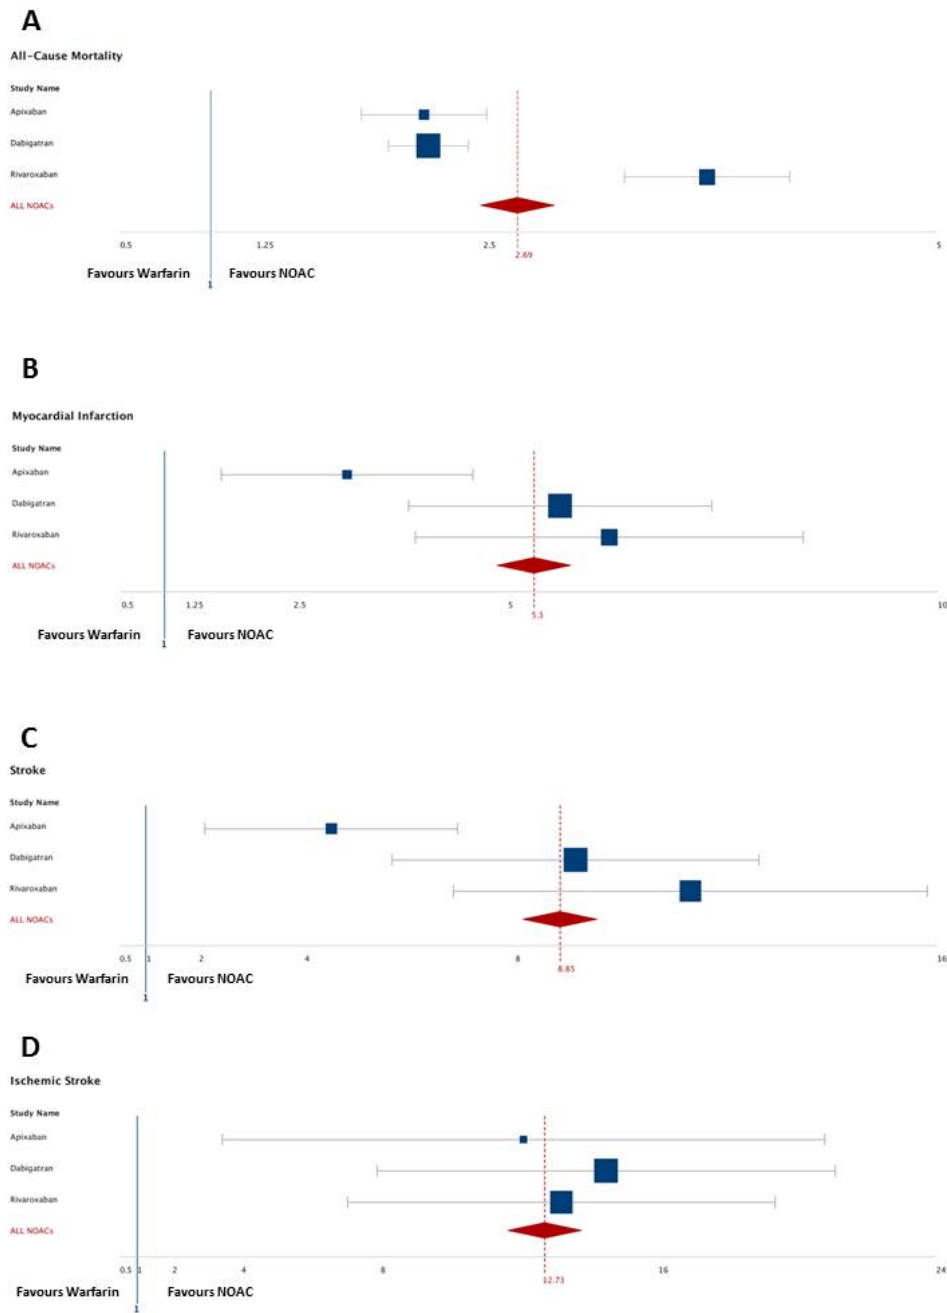 A
All-Cause Mortality
Study Name
Apixaban
Dabigatran
Rivaroxaban
ALL NOACs
0.5 1.25 2.5 5
2.69
Favours Warfarin Favours NOAC
1
B
Myocardial Infarction
Study Name
Apixaban
Dabigatran
Rivaroxaban
ALL NOACs
0.5 1.25 2.5 5 10
5.3
Favours Warfarin Favours NOAC
1
C
Stroke
Study Name
Apixaban
Dabigatran
Rivaroxaban
ALL NOACs
0.5 1 2 4 8 16
8.85
Favours Warfarin Favours NOAC
1
D
Ischemic Stroke
Study Name
Apixaban
Dabigatran
Rivaroxaban
ALL NOACs
0.5 1 2 4 8 16 24
12.73
Favours Warfarin Favours NOAC
1